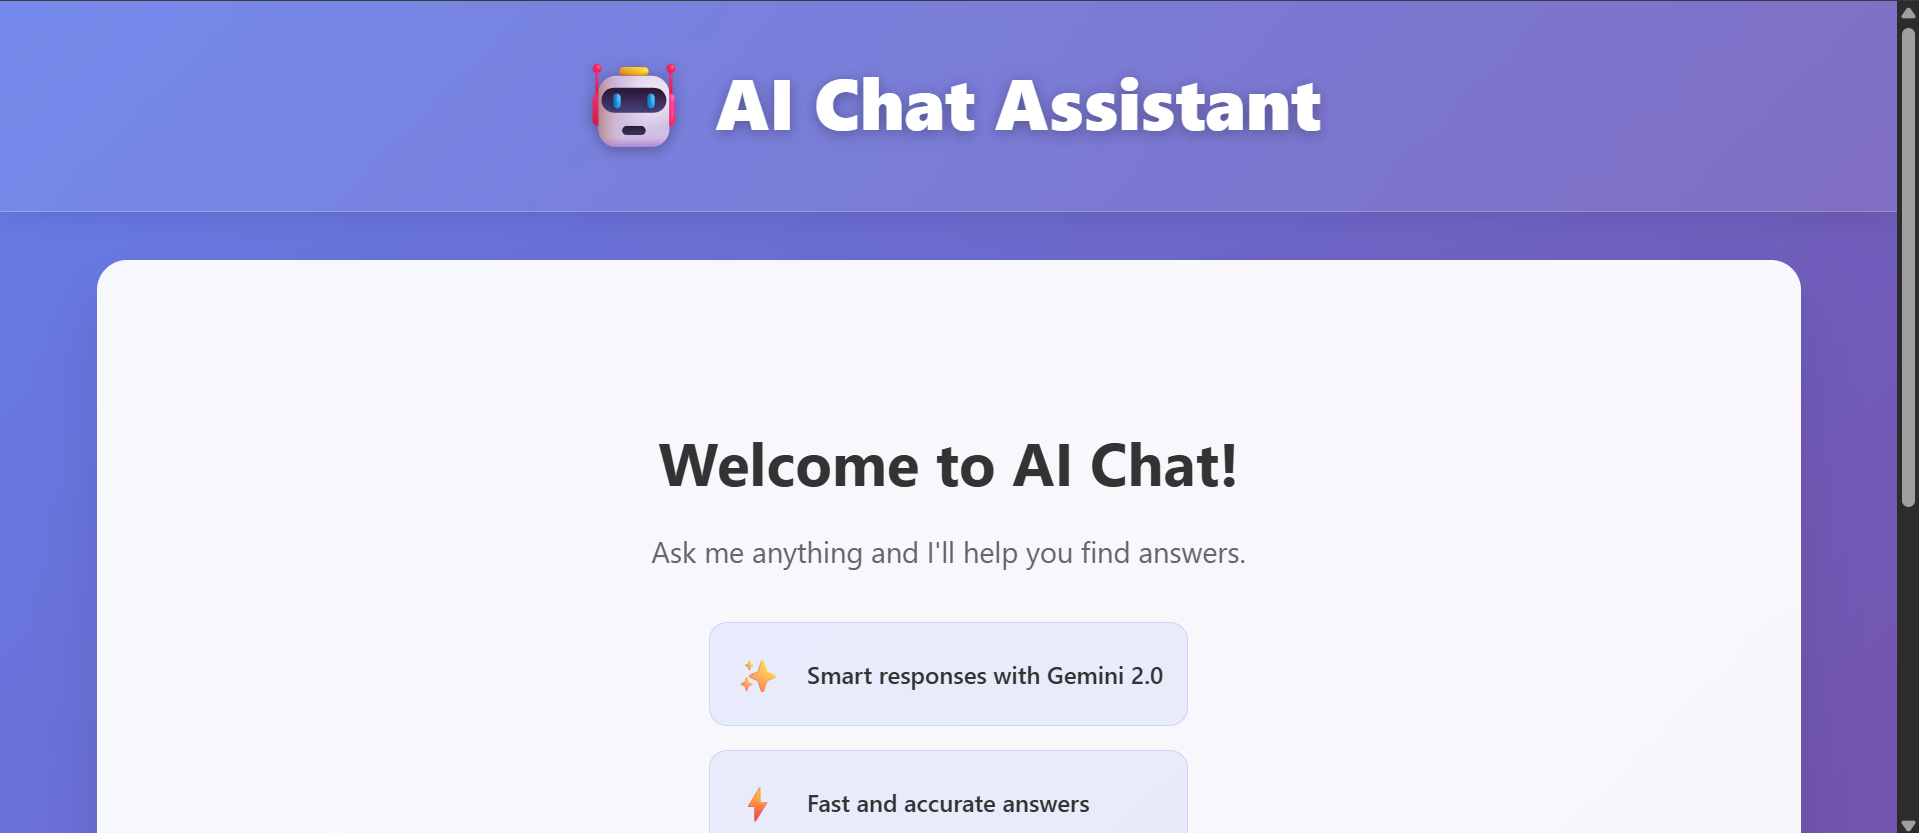 AI Chat Assistant
Welcome to AI Chat!
Ask me anything and I'll help you find answers.
Smart responses with Gemini 2.0
Fast and accurate answers